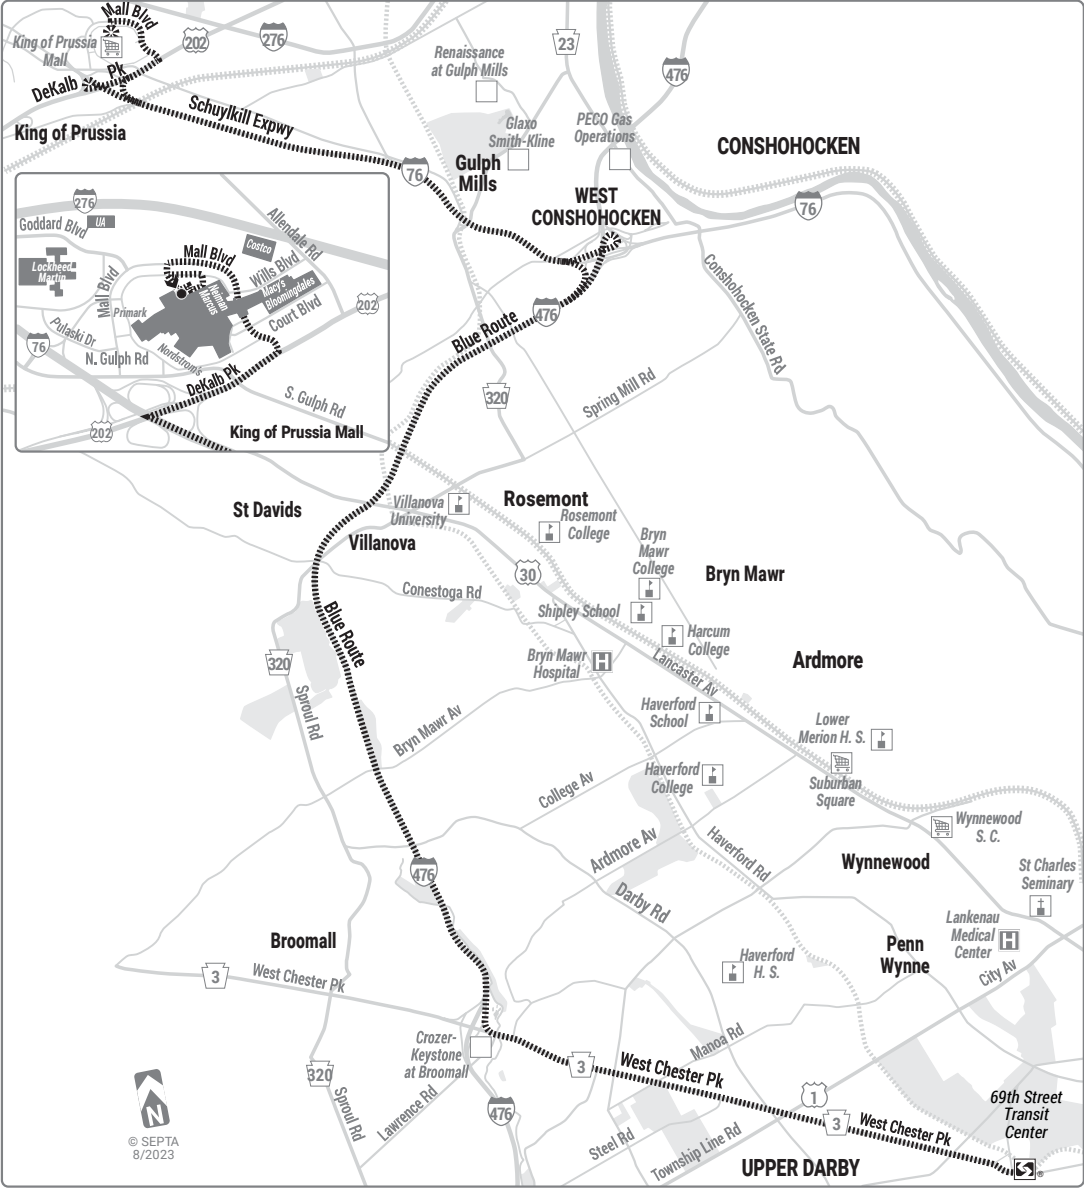 Mall Blvd
King of Prussia
Mall
202
276
23
Renaissance
at Gulph Mills
476
DeKalb
Pk
Schuylkill Expwy
King of Prussia
Glaxo
Smith-Kline
PECO Gas
Operations
CONSHOHOCKEN
Gulph
Mills
76
WEST
CONSHOHOCKEN
76
276
Goddard Blvd
UA
Allendale Rd
Costco
Mall Blvd
Wills Blvd
Lockheed
Martin
Mall Blvd
Neiman
Marcus
Macy's
Bloomingdales
Court Blvd
202
Primark
Pulaski Dr
76
N. Gulph Rd
Nordstrom's
DeKalb Pk
S. Gulph Rd
202
King of Prussia Mall
Conshohocken State Rd
476
Blue Route
320
Spring Mill Rd
St Davids
Villanova
University
Rosemont
Rosemont
College
Villanova
Bryn
Mawr
College
Bryn Mawr
30
Conestoga Rd
Shipley School
Blue Route
Harcum
College
Bryn Mawr
Hospital
H
Lancaster Av
Ardmore
320
Sproul Rd
Bryn Mawr Av
Haverford
School
Lower
Merion H. S.
Haverford
College
Suburban
Square
College Av
Wynnewood
S. C.
Ardmore Av
Haverford Rd
Wynnewood
476
St Charles
Seminary
Darby Rd
Lankenau
Medical
Center
H
Broomall
Penn
Wynne
3
West Chester Pk
Haverford
H. S.
City Av
Crozer-
Keystone
at Broomall
Manoa Rd
320
3
West Chester Pk
N
© SEPTA
8/2023
Sproul Rd
Lawrence Rd
476
1
3
West Chester Pk
69th Street
Transit
Center
Steel Rd
Township Line Rd
UPPER DARBY
®